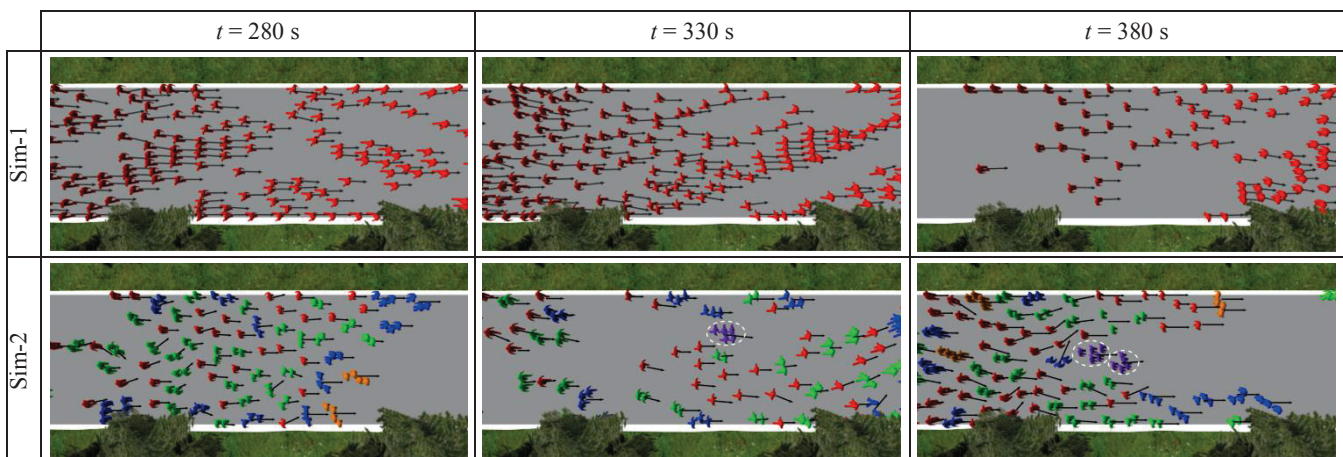 t = 280 s
t = 330 s
t = 380 s
Sim-1
Sim-2